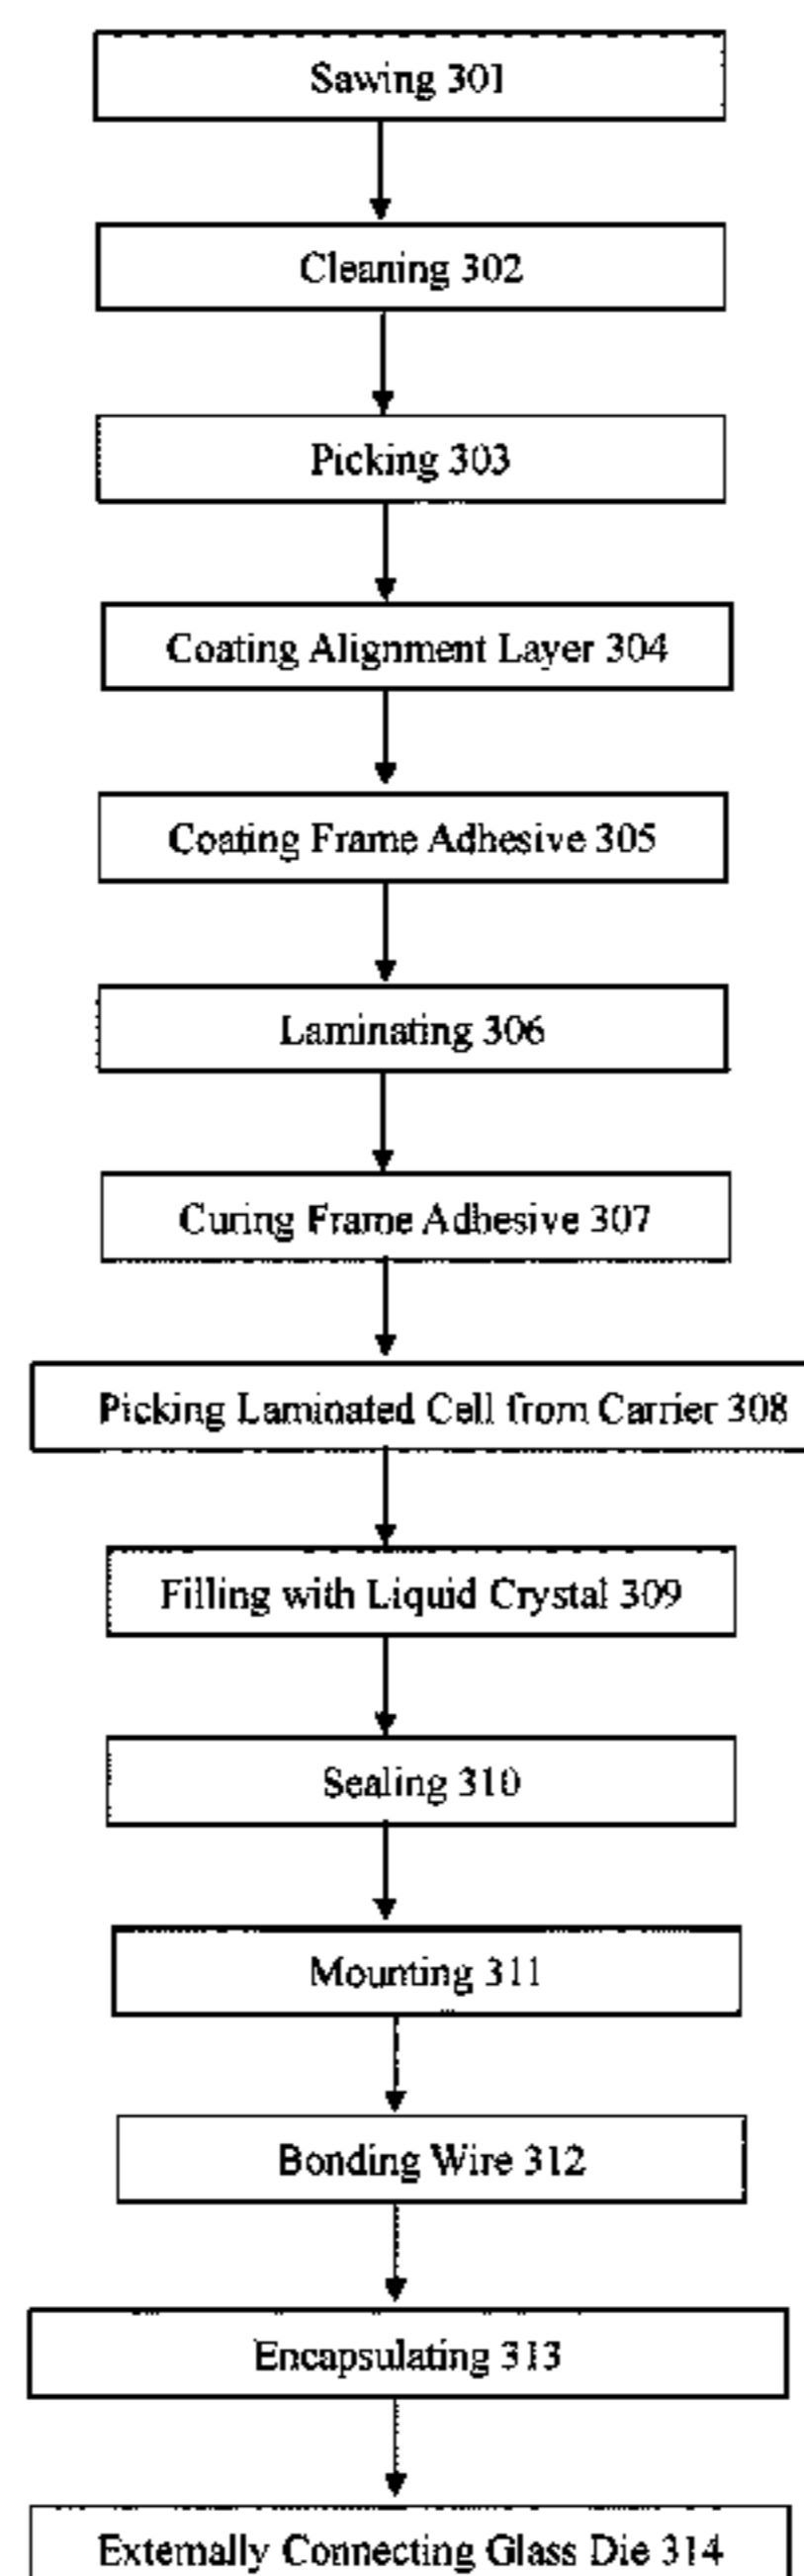 Sawing 301
Cleaning 302
Picking 303
Coating Alignment Layer 304
Coating Frame Adhesive 305
Laminating 306
Curing Frame Adhesive 307
Picking Laminated Cell from Carrier 308
Filling with Liquid Crystal 309
Sealing 310
Mounting 311
Bonding Wire 312
Encapsulating 313
Externally Connecting Glass Die 314